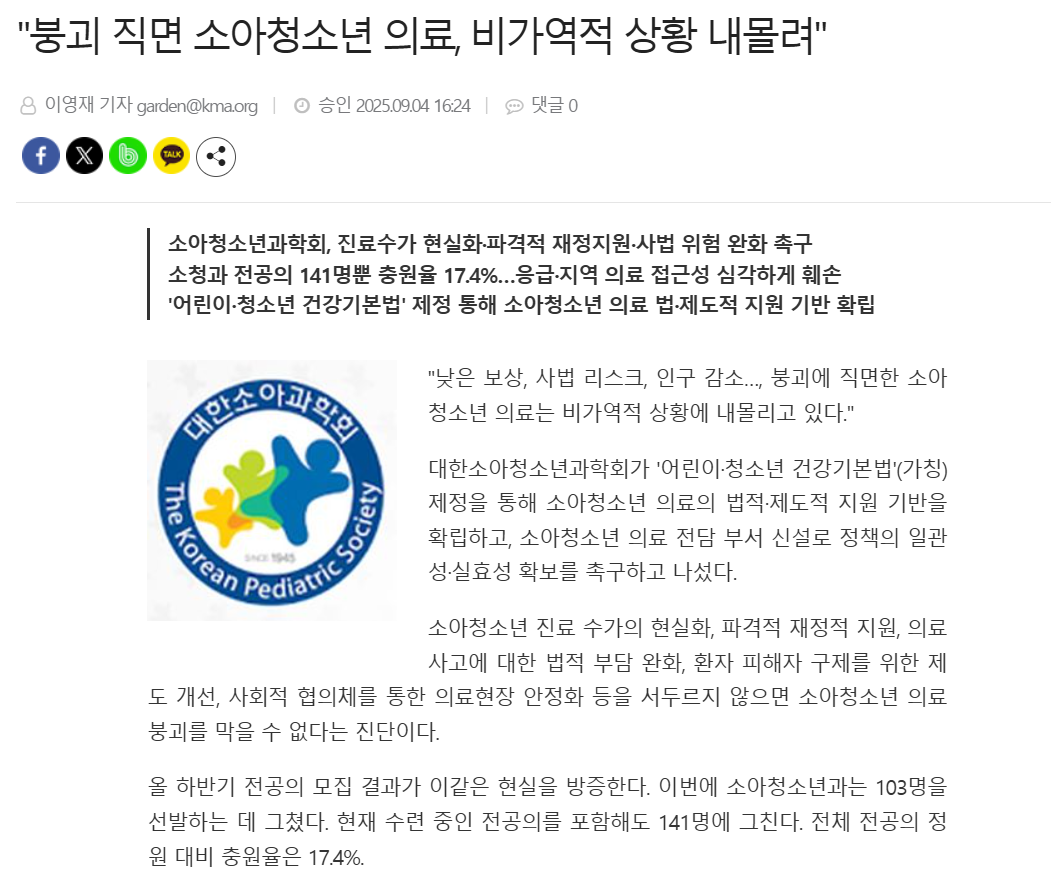 "붕괴 직면 소아청소년 의료, 비가역적 상황 내몰려"
이영재 기자 garden@kma.org | 승인 2025.09.04 16:24 | 댓글 0
TALK
소아청소년과학회, 진료수가 현실화·파격적 재정지원·사법 위험 완화 촉구
소청과 전공의 141명뿐 충원율 17.4%…응급·지역 의료 접근성 심각하게 훼손
'어린이·청소년 건강기본법' 제정 통해 소아청소년 의료 법·제도적 지원 기반 확립
대한소아과학회
The Korean Pediatric Society
SINCE 1945
"낮은 보상, 사법 리스크, 인구 감소…, 붕괴에 직면한 소아
청소년 의료는 비가역적 상황에 내몰리고 있다."
대한소아청소년과학회가 '어린이·청소년 건강기본법'(가칭)
제정을 통해 소아청소년 의료의 법적·제도적 지원 기반을
확립하고, 소아청소년 의료 전담 부서 신설로 정책의 일관
성·실효성 확보를 촉구하고 나섰다.
소아청소년 진료 수가의 현실화, 파격적 재정적 지원, 의료
사고에 대한 법적 부담 완화, 환자 피해자 구제를 위한 제
도 개선, 사회적 협의체를 통한 의료현장 안정화 등을 서두르지 않으면 소아청소년 의료
붕괴를 막을 수 없다는 진단이다.
올 하반기 전공의 모집 결과가 이같은 현실을 방증한다. 이번에 소아청소년과는 103명을
선발하는 데 그쳤다. 현재 수련 중인 전공의를 포함해도 141명에 그친다. 전체 전공의 정
원 대비 충원율은 17.4%.